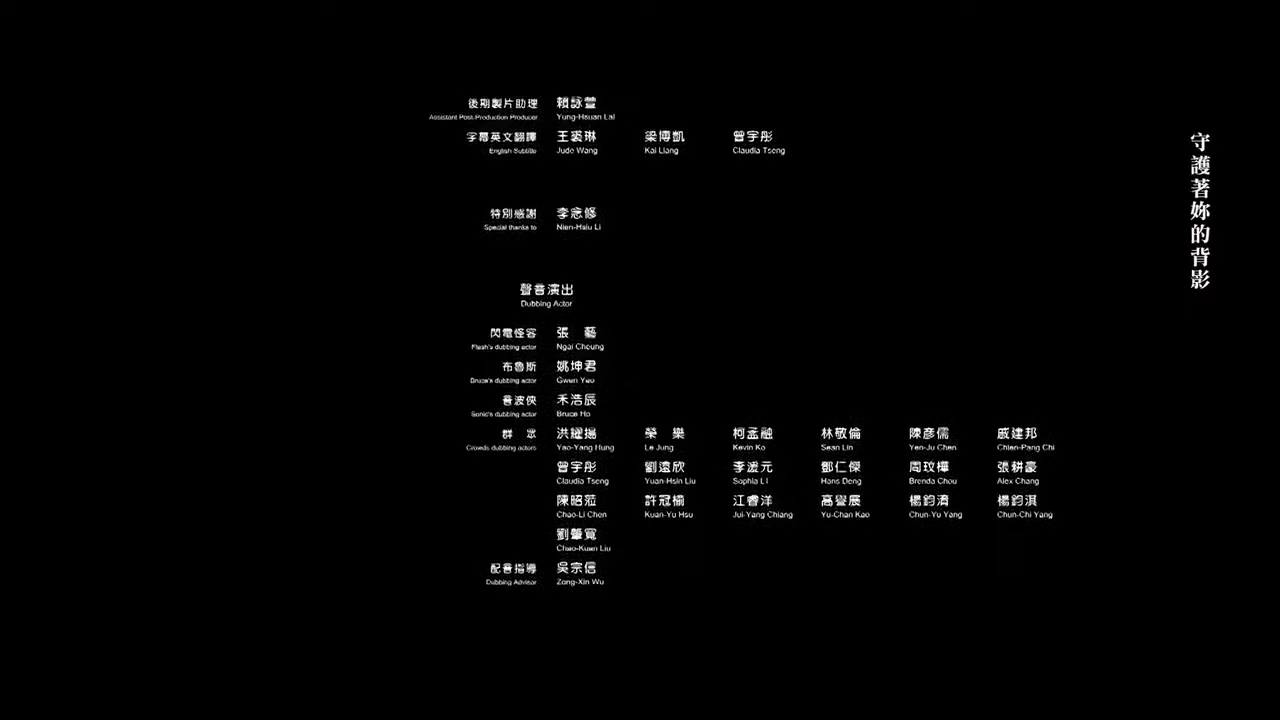 後期製片助理 賴詠萱
Assistant Post-Production Producer Yung-Hsuan Lai
字幕英文翻譯 王裘琳 梁博凱 曾宇彤
English Subtitle Jude Wang Kai Liang Claudia Tseng
特別感謝 李念修
Special thanks to Nien-Hsiu Li
聲音演出
Dubbing Actor
閃電怪客 張 藝
Flash's dubbing actor Ngai Cheung
布魯斯 姚坤君
Bruce's dubbing actor Gwen Yao
音波俠 禾浩辰
Sonic's dubbing actor Bruce Ho
群 眾 洪耀揚 榮 樂 柯孟融 林敬倫 陳彥儒 戚建邦
Crowds dubbing actors Yao-Yang Hung Le Jung Kevin Ko Sean Lin Yen-Ju Chen Chien-Pang Chi
曾宇彤 劉遠欣 李湲元 鄧仁傑 周玟樺 張耕豪
Claudia Tseng Yuan-Hsin Liu Sophia Li Hans Deng Brenda Chou Alex Chang
陳昭蒞 許冠榆 江睿洋 高譽展 楊鈞淯 楊鈞淇
Chao-Li Chen Kuan-Yu Hsu Jui-Yang Chiang Yu-Chan Kao Chun-Yu Yang Chun-Chi Yang
劉肇寬
Chao-Kuan Liu
配音指導 吳宗信
Dubbing Advisor Zong-Xin Wu
守護著妳的背影